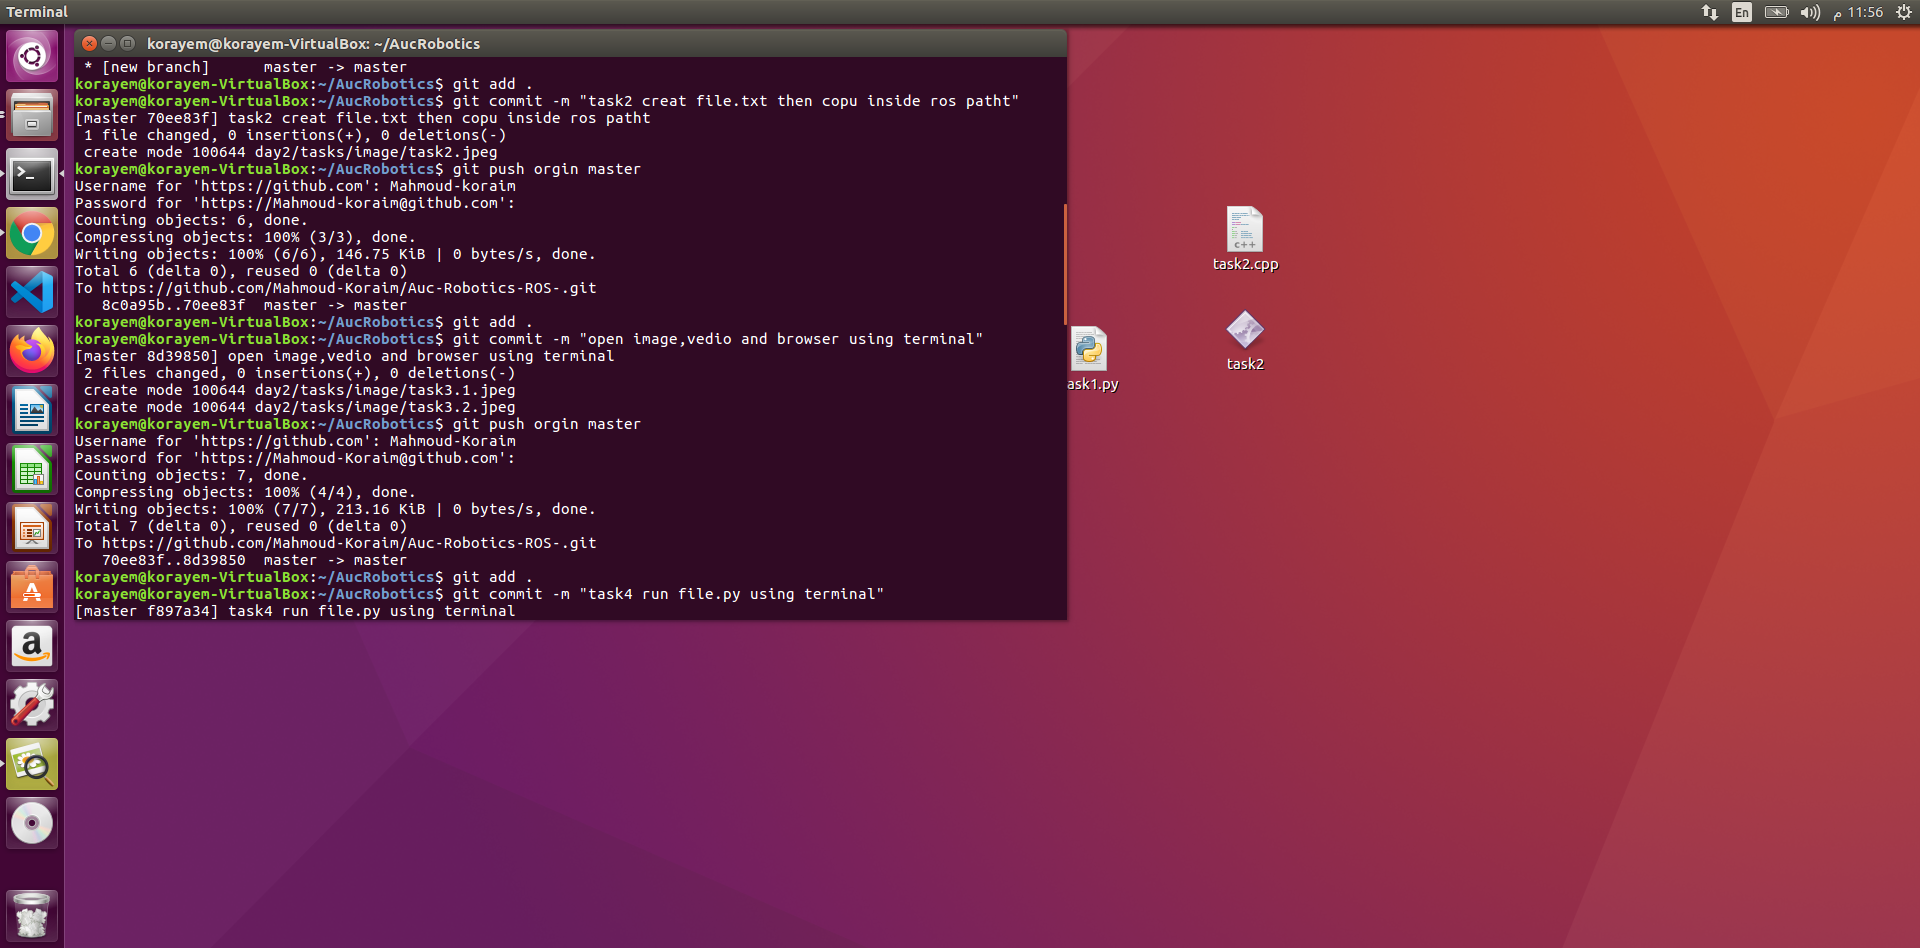 Terminal
En
م 11:56
korayem@korayem-VirtualBox: ~/AucRobotics
* [new branch]      master -> master
korayem@korayem-VirtualBox:~/AucRobotics$ git add .
korayem@korayem-VirtualBox:~/AucRobotics$ git commit -m "task2 creat file.txt then copu inside ros patht"
[master 70ee83f] task2 creat file.txt then copu inside ros patht
1 file changed, 0 insertions(+), 0 deletions(-)
create mode 100644 day2/tasks/image/task2.jpeg
korayem@korayem-VirtualBox:~/AucRobotics$ git push orgin master
Username for 'https://github.com': Mahmoud-koraim
Password for 'https://Mahmoud-koraim@github.com':
Counting objects: 6, done.
Compressing objects: 100% (3/3), done.
Writing objects: 100% (6/6), 146.75 KiB | 0 bytes/s, done.
Total 6 (delta 0), reused 0 (delta 0)
To https://github.com/Mahmoud-Koraim/Auc-Robotics-ROS-.git
8c0a95b..70ee83f  master -> master
korayem@korayem-VirtualBox:~/AucRobotics$ git add .
korayem@korayem-VirtualBox:~/AucRobotics$ git commit -m "open image,vedio and browser using terminal"
[master 8d39850] open image,vedio and browser using terminal
2 files changed, 0 insertions(+), 0 deletions(-)
create mode 100644 day2/tasks/image/task3.1.jpeg
create mode 100644 day2/tasks/image/task3.2.jpeg
korayem@korayem-VirtualBox:~/AucRobotics$ git push orgin master
Username for 'https://github.com': Mahmoud-Koraim
Password for 'https://Mahmoud-Koraim@github.com':
Counting objects: 7, done.
Compressing objects: 100% (4/4), done.
Writing objects: 100% (7/7), 213.16 KiB | 0 bytes/s, done.
Total 7 (delta 0), reused 0 (delta 0)
To https://github.com/Mahmoud-Koraim/Auc-Robotics-ROS-.git
70ee83f..8d39850  master -> master
korayem@korayem-VirtualBox:~/AucRobotics$ git add .
korayem@korayem-VirtualBox:~/AucRobotics$ git commit -m "task4 run file.py using terminal"
[master f897a34] task4 run file.py using terminal
c++
task2.cpp
task2
ask1.py